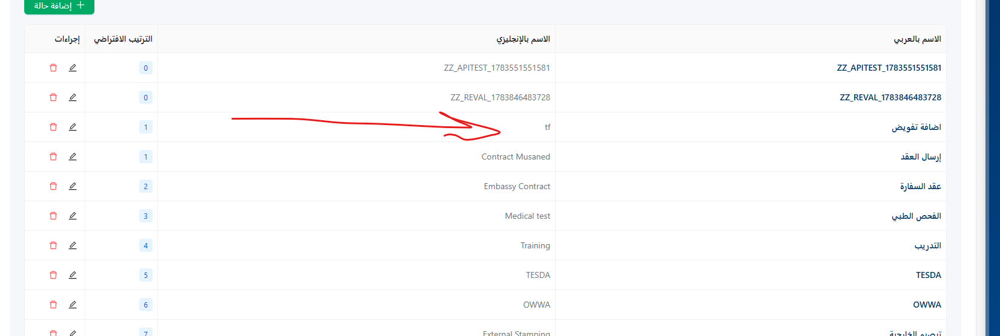 إضافة حالة
الاسم بالعربي الاسم بالإنجليزي الترتيب الافتراضي إجراءات
ZZ_APITEST_1783551551581 ZZ_APITEST_1783551551581 0
ZZ_REVAL_1783846483728 ZZ_REVAL_1783846483728 0
اضافة تفويض tf 1
إرسال العقد Contract Musaned 1
عقد السفارة Embassy Contract 2
الفحص الطبي Medical test 3
التدريب Training 4
TESDA TESDA 5
OWWA OWWA 6
External Stamping 7